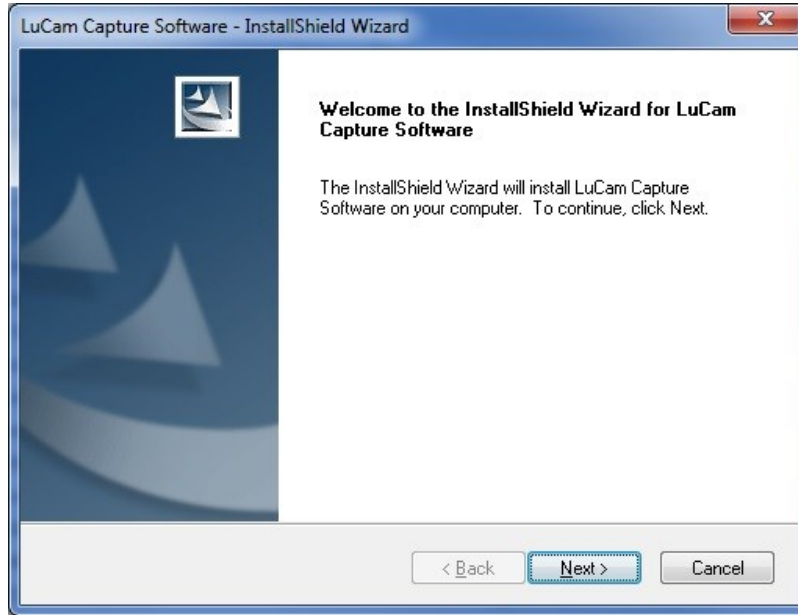 LuCam Capture Software - InstallShield Wizard
Welcome to the InstallShield Wizard for LuCam
Capture Software
The InstallShield Wizard will install LuCam Capture
Software on your computer. To continue, click Next.
< Back Next > Cancel